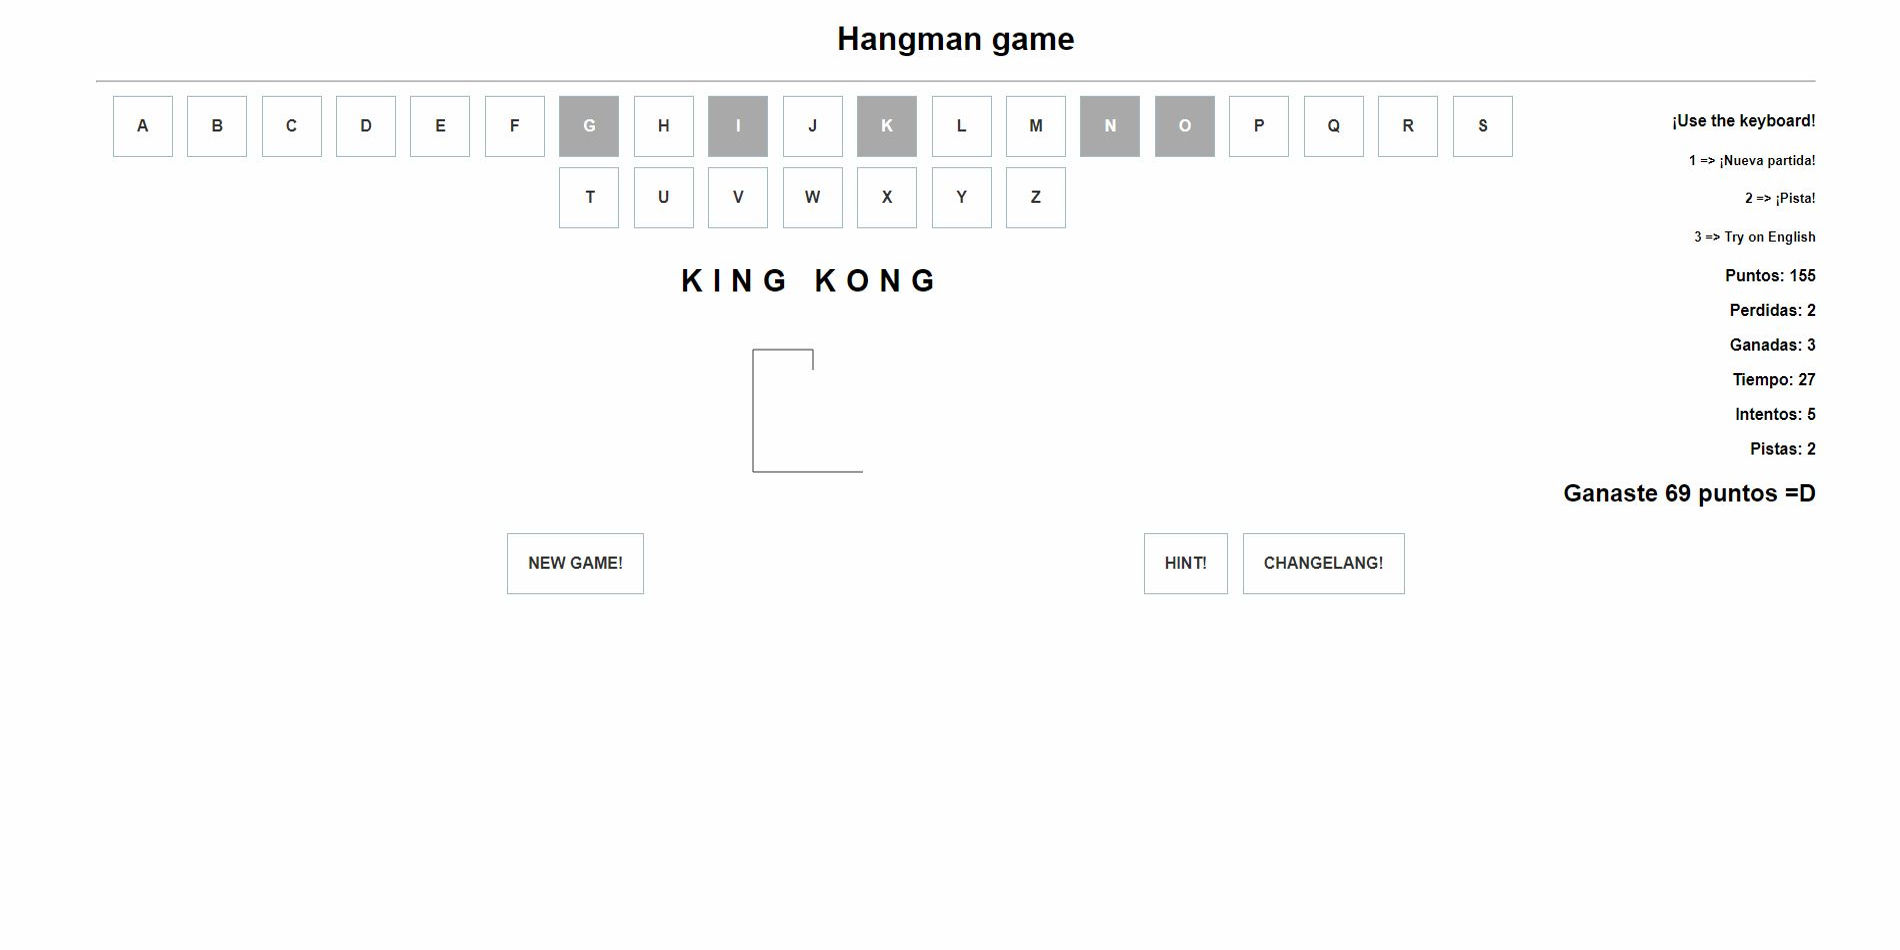 Hangman game
A B C D E F G H I J K L M N O P Q R S
T U V W X Y Z
KING KONG
¡Use the keyboard!
1 => ¡Nueva partida!
2 => ¡Pista!
3 => Try on English
Puntos: 155
Perdidas: 2
Ganadas: 3
Tiempo: 27
Intentos: 5
Pistas: 2
Ganaste 69 puntos =D
NEW GAME! HINT! CHANGELANG!